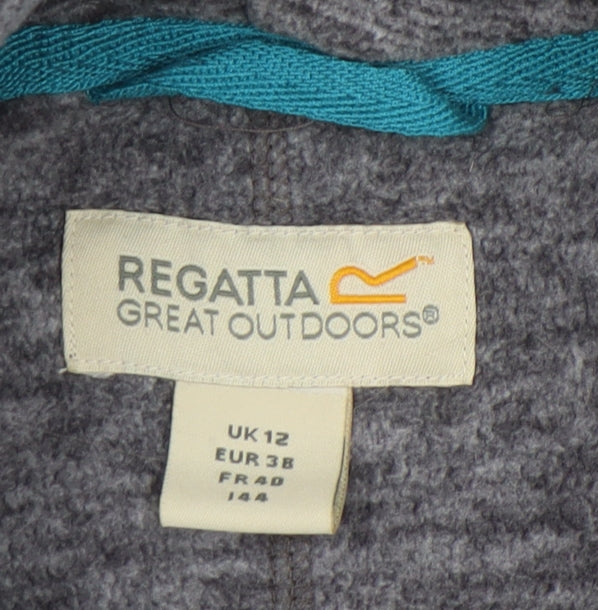 REGATTA
GREAT OUTDOORS®
UK 12
EUR 38
FR 40
I 44